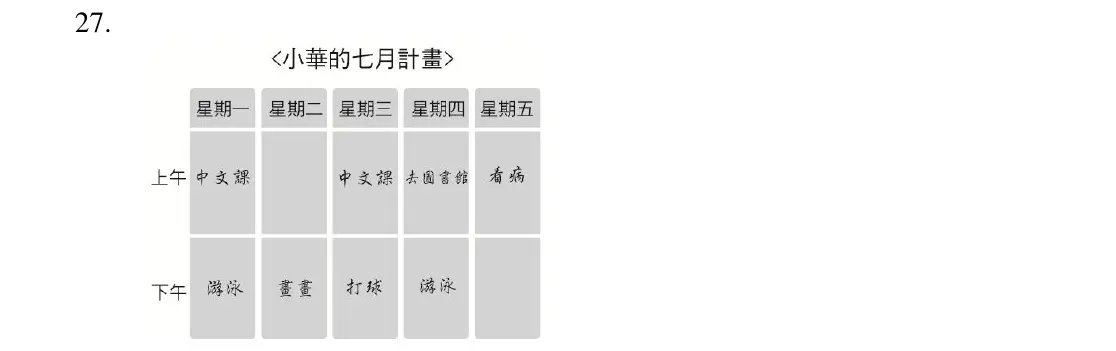 27.
<小華的七月計畫>
星期一 星期二 星期三 星期四 星期五
上午 中文課 中文課 去圖書館 看病
下午 游泳 畫畫 打球 游泳